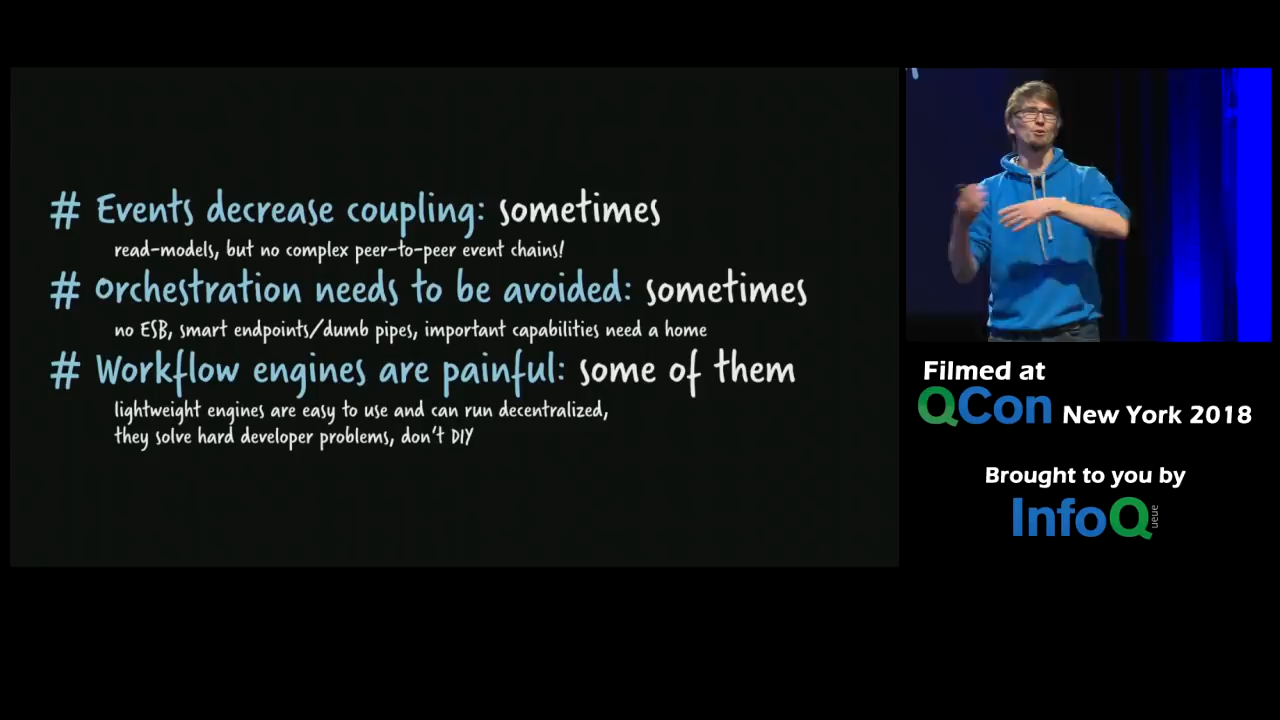 # Events decrease coupling: sometimes
read-models, but no complex peer-to-peer event chains!
# Orchestration needs to be avoided: sometimes
no ESB, smart endpoints/dumb pipes, important capabilities need a home
# Workflow engines are painful: some of them
lightweight engines are easy to use and can run decentralized,
they solve hard developer problems, don't DIY
Filmed at
QCon New York 2018
Brought to you by
InfoQ
ueue